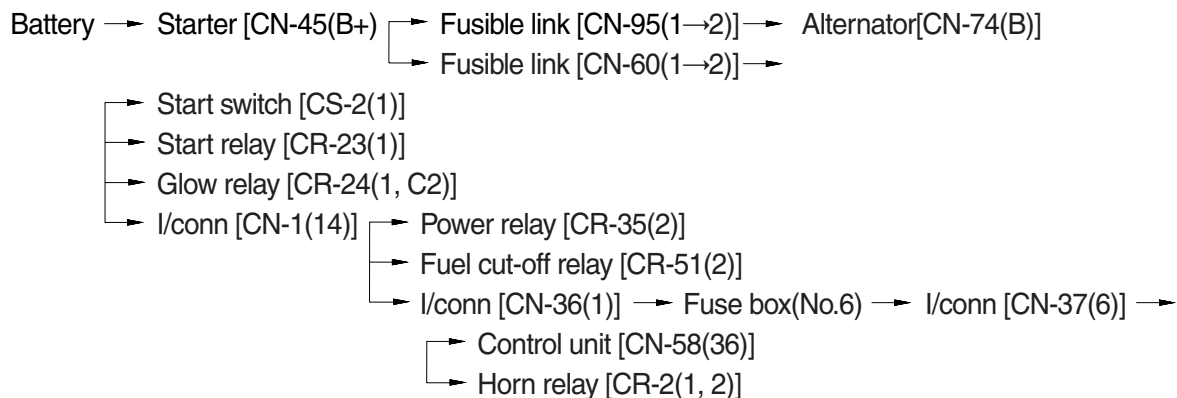 Battery → Starter [CN-45(B+) → Fusible link [CN-95(1→2)] → Alternator[CN-74(B)]
→ Fusible link [CN-60(1→2)] →
→ Start switch [CS-2(1)]
→ Start relay [CR-23(1)]
→ Glow relay [CR-24(1, C2)]
→ I/conn [CN-1(14)] → Power relay [CR-35(2)]
→ Fuel cut-off relay [CR-51(2)]
→ I/conn [CN-36(1)] → Fuse box(No.6) → I/conn [CN-37(6)] →
→ Control unit [CN-58(36)]
→ Horn relay [CR-2(1, 2)]